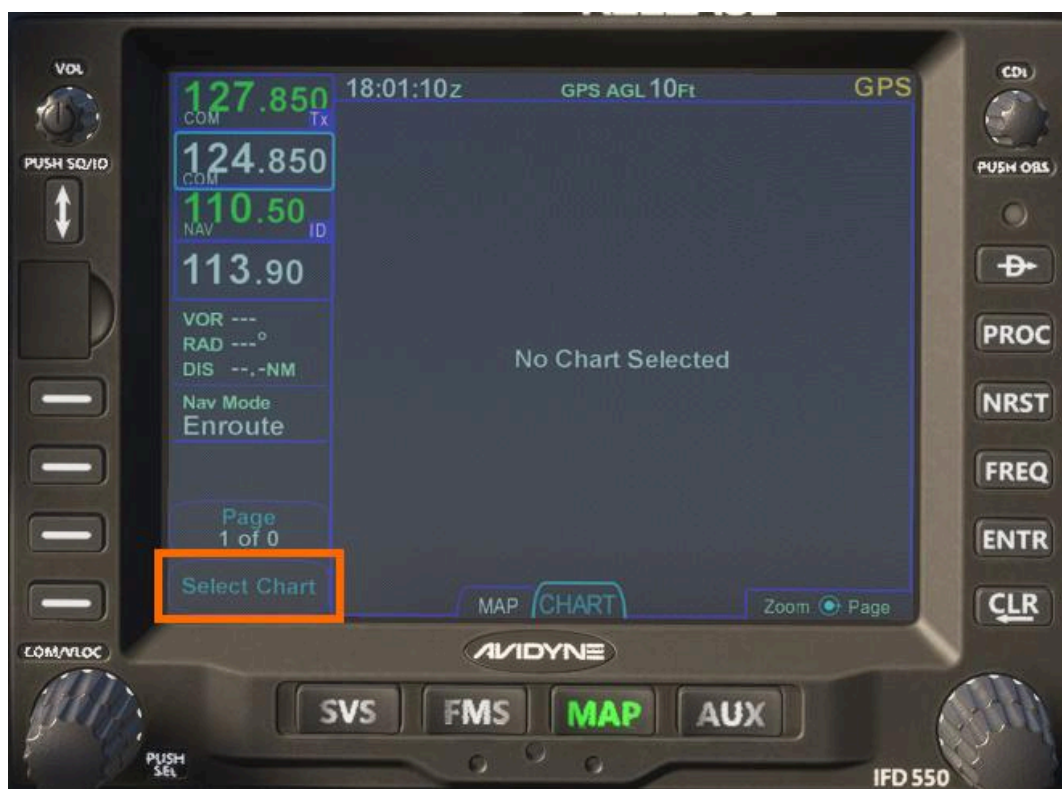 VOL
PUSH SQ/ID
127.850
COM Tx
124.850
COM
110.50
NAV ID
113.90
VOR ---
RAD ---°
DIS --.-NM
Nav Mode
Enroute
Page
1 of 0
Select Chart
18:01:10Z GPS AGL 10Ft GPS
No Chart Selected
MAP CHART Zoom Page
CDI
PUSH OBS
D
PROC
NRST
FREQ
ENTR
CLR
COM/VLOC
PUSH
SEL
AVIDYNE
SVS FMS MAP AUX
IFD 550